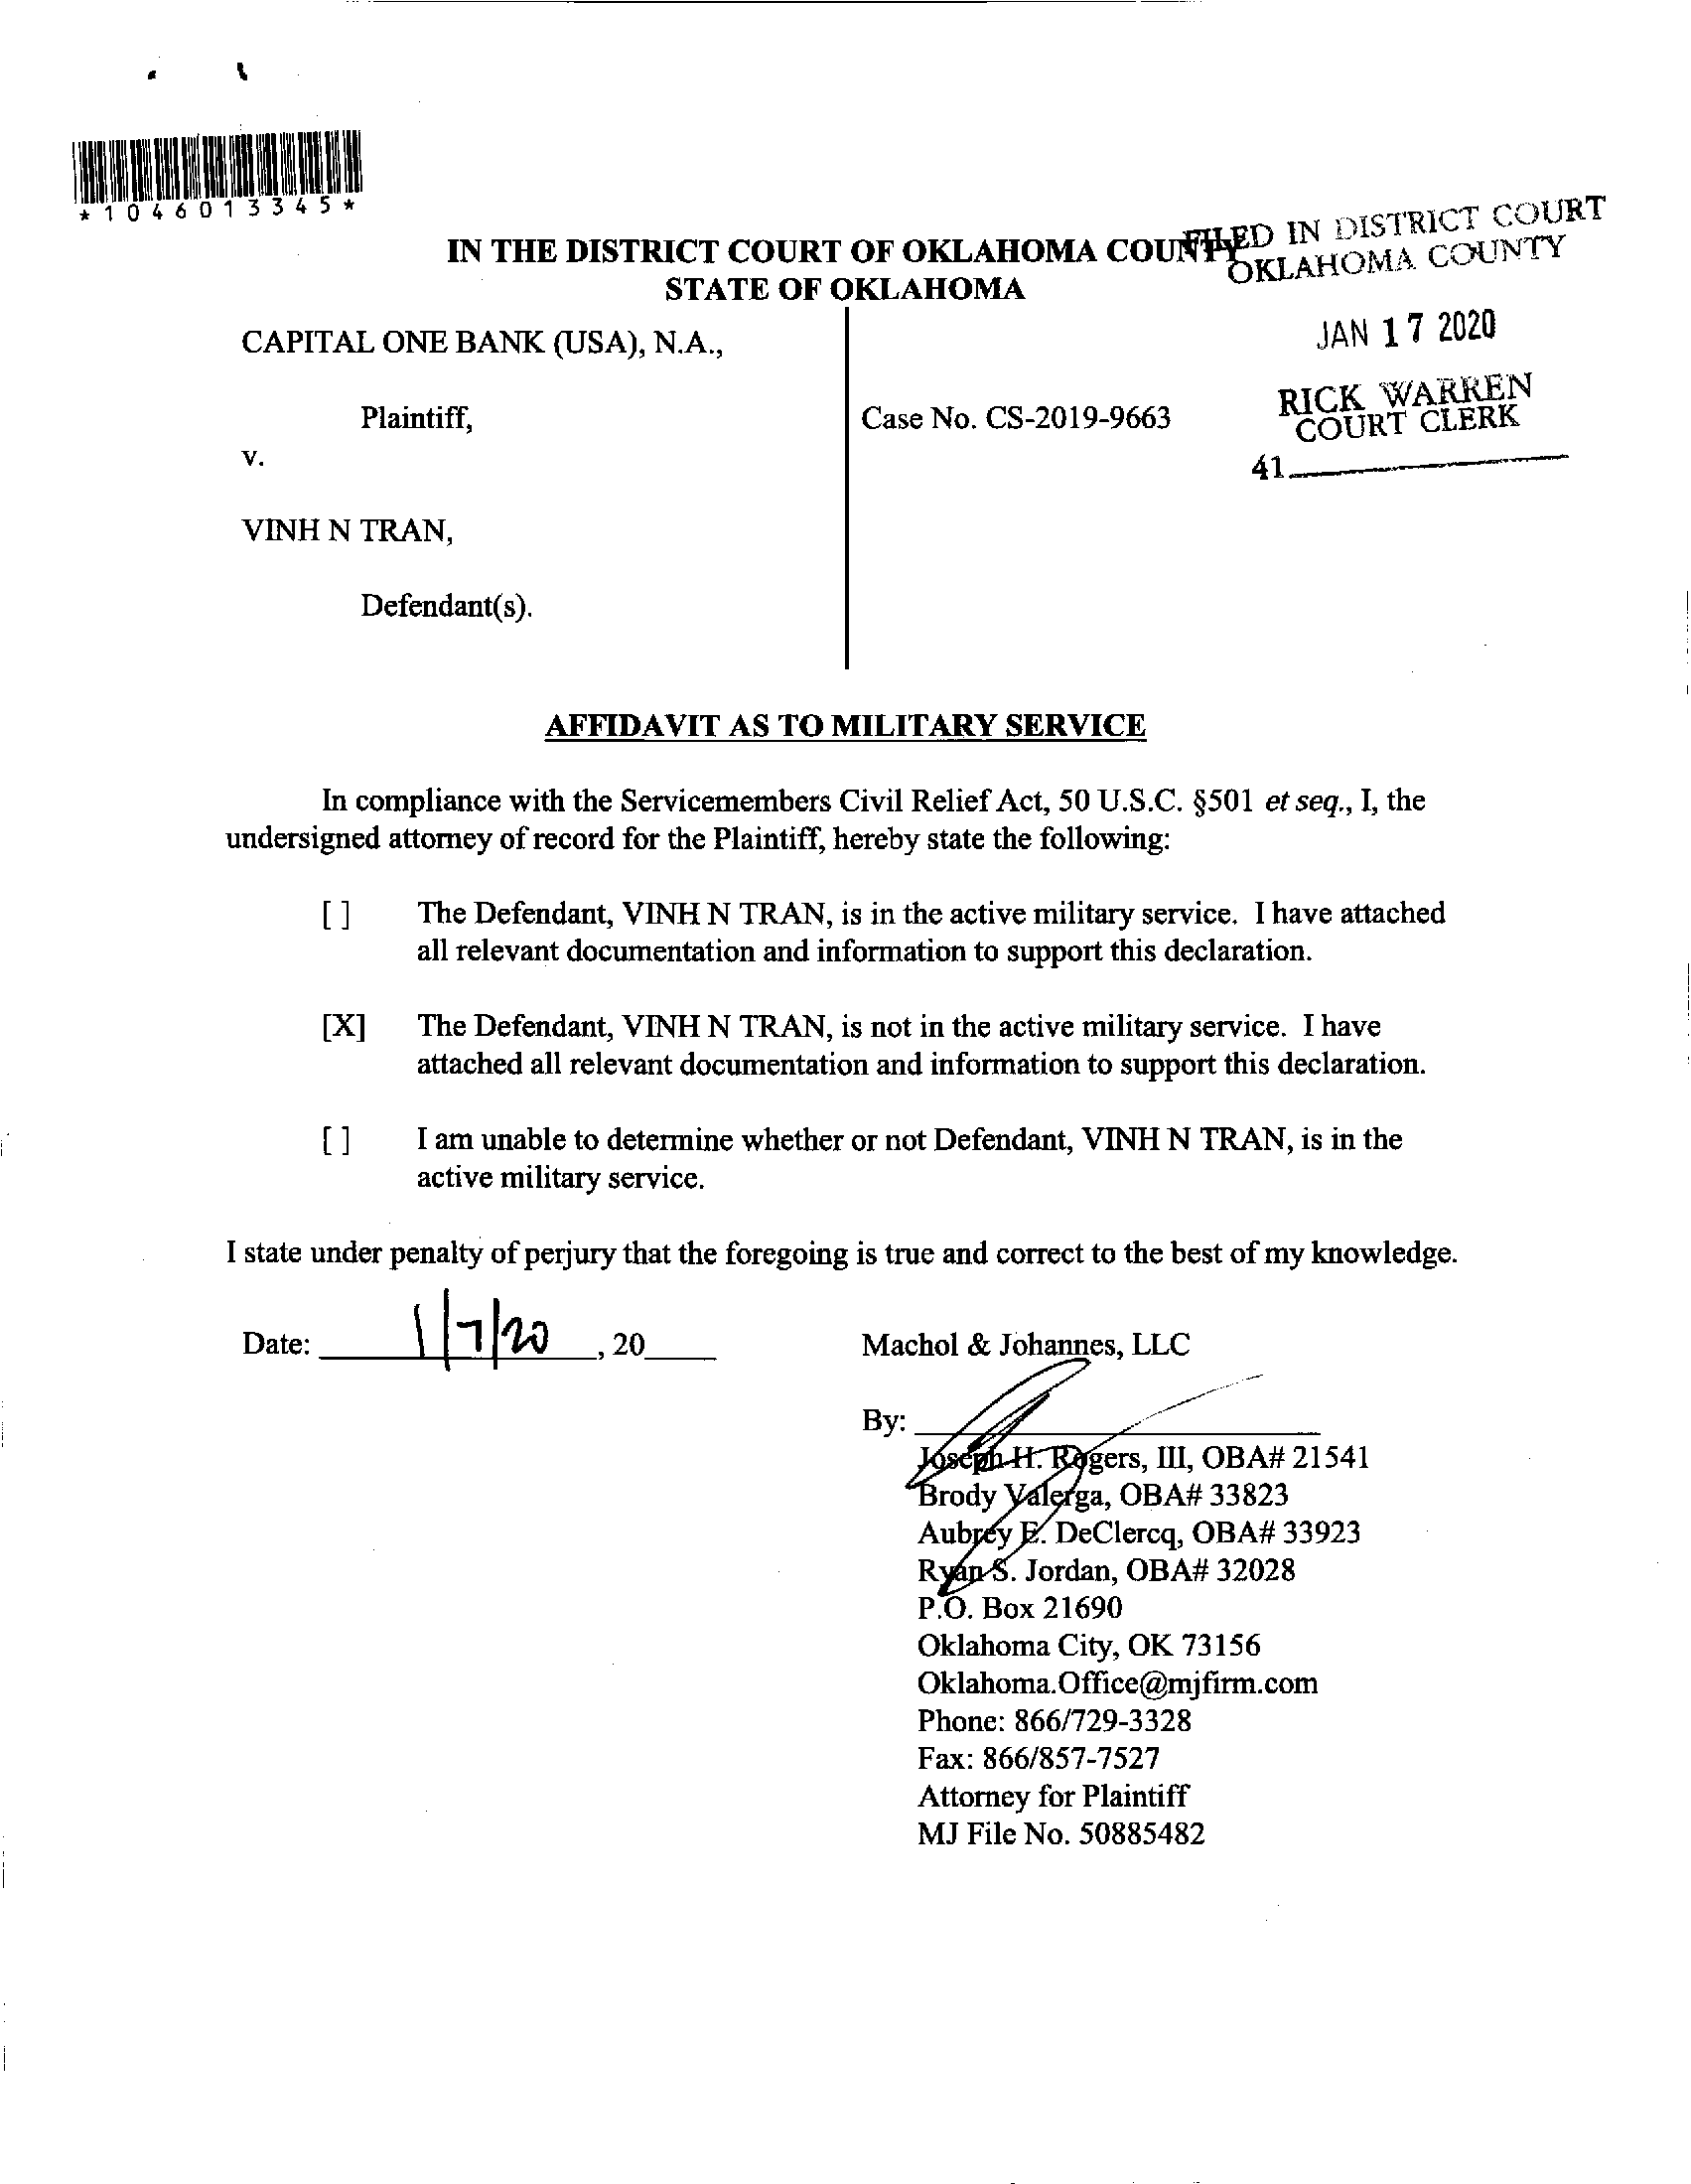 *1046013345*
FILED IN DISTRICT COURT
OKLAHOMA COUNTY
IN THE DISTRICT COURT OF OKLAHOMA COUNTY
STATE OF OKLAHOMA
JAN 17 2020
RICK WARREN
COURT CLERK
41
CAPITAL ONE BANK (USA), N.A.,
Plaintiff,
Case No. CS-2019-9663
v.
VINH N TRAN,
Defendant(s).
AFFIDAVIT AS TO MILITARY SERVICE
In compliance with the Servicemembers Civil Relief Act, 50 U.S.C. §501 et seq., I, the
undersigned attorney of record for the Plaintiff, hereby state the following:
[ ] The Defendant, VINH N TRAN, is in the active military service. I have attached
all relevant documentation and information to support this declaration.
[X] The Defendant, VINH N TRAN, is not in the active military service. I have
attached all relevant documentation and information to support this declaration.
[ ] I am unable to determine whether or not Defendant, VINH N TRAN, is in the
active military service.
I state under penalty of perjury that the foregoing is true and correct to the best of my knowledge.
Date: 1/7/20, 20
Machol & Johannes, LLC
By:
Joseph H. Rogers, III, OBA# 21541
Brody Valerga, OBA# 33823
Aubrey E. DeClercq, OBA# 33923
Ryan S. Jordan, OBA# 32028
P.O. Box 21690
Oklahoma City, OK 73156
Oklahoma.Office@mjfirm.com
Phone: 866/729-3328
Fax: 866/857-7527
Attorney for Plaintiff
MJ File No. 50885482